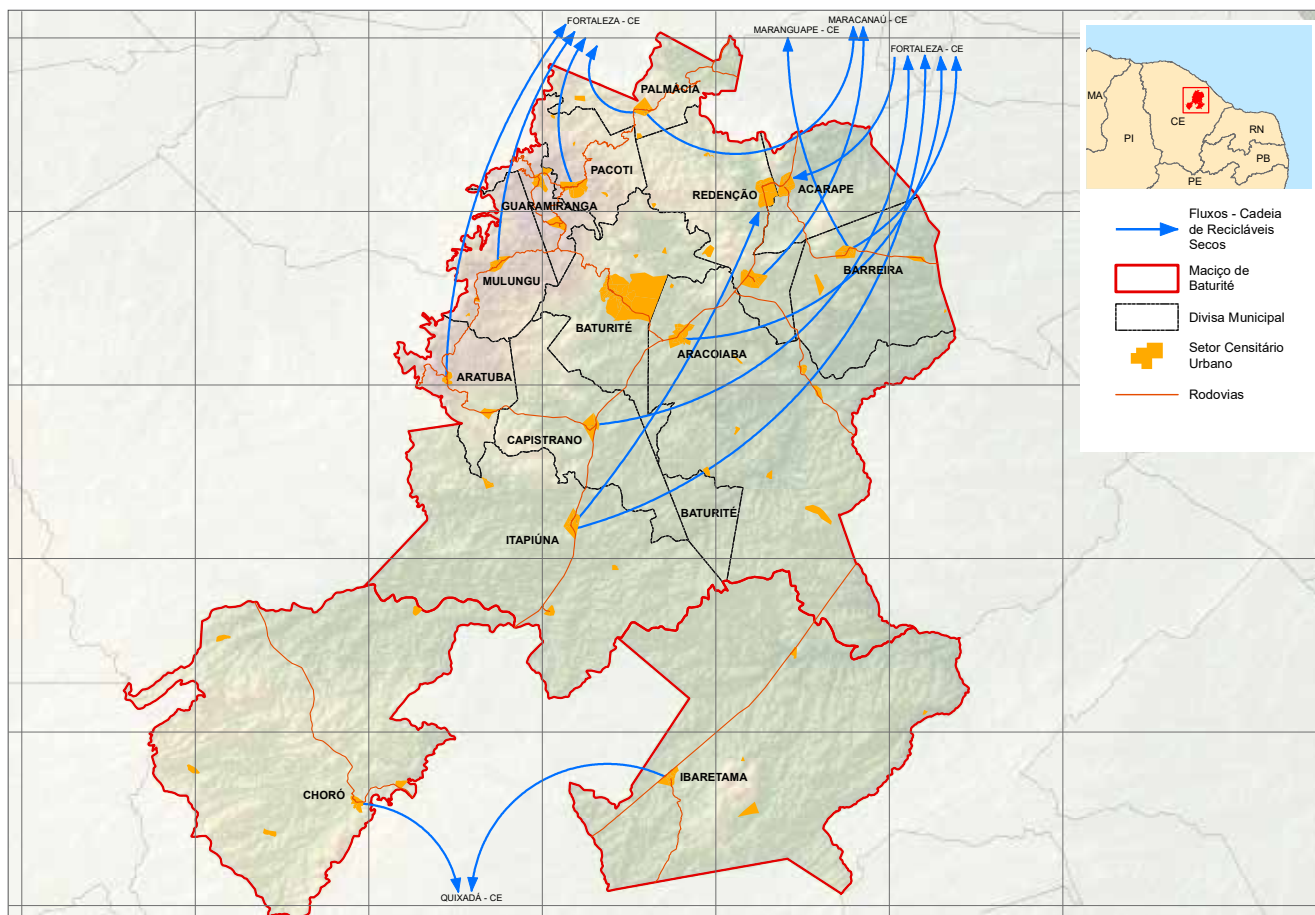 FORTALEZA - CE
MARACANAÚ - CE
MARANGUAPE - CE
FORTALEZA - CE
PALMÁCIA
PACOTI
REDENÇÃO
ACARAPE
GUARAMIRANGA
MULUNGU
BARREIRA
BATURITÉ
ARACOIABA
ARATUBA
CAPISTRANO
BATURITÉ
ITAPIÚNA
IBARETAMA
CHORÓ
QUIXADÁ - CE
MA
PI
CE
RN
PB
PE
Fluxos - Cadeia
de Recicláveis
Secos
Maciço de
Baturité
Divisa Municipal
Setor Censitário
Urbano
Rodovias